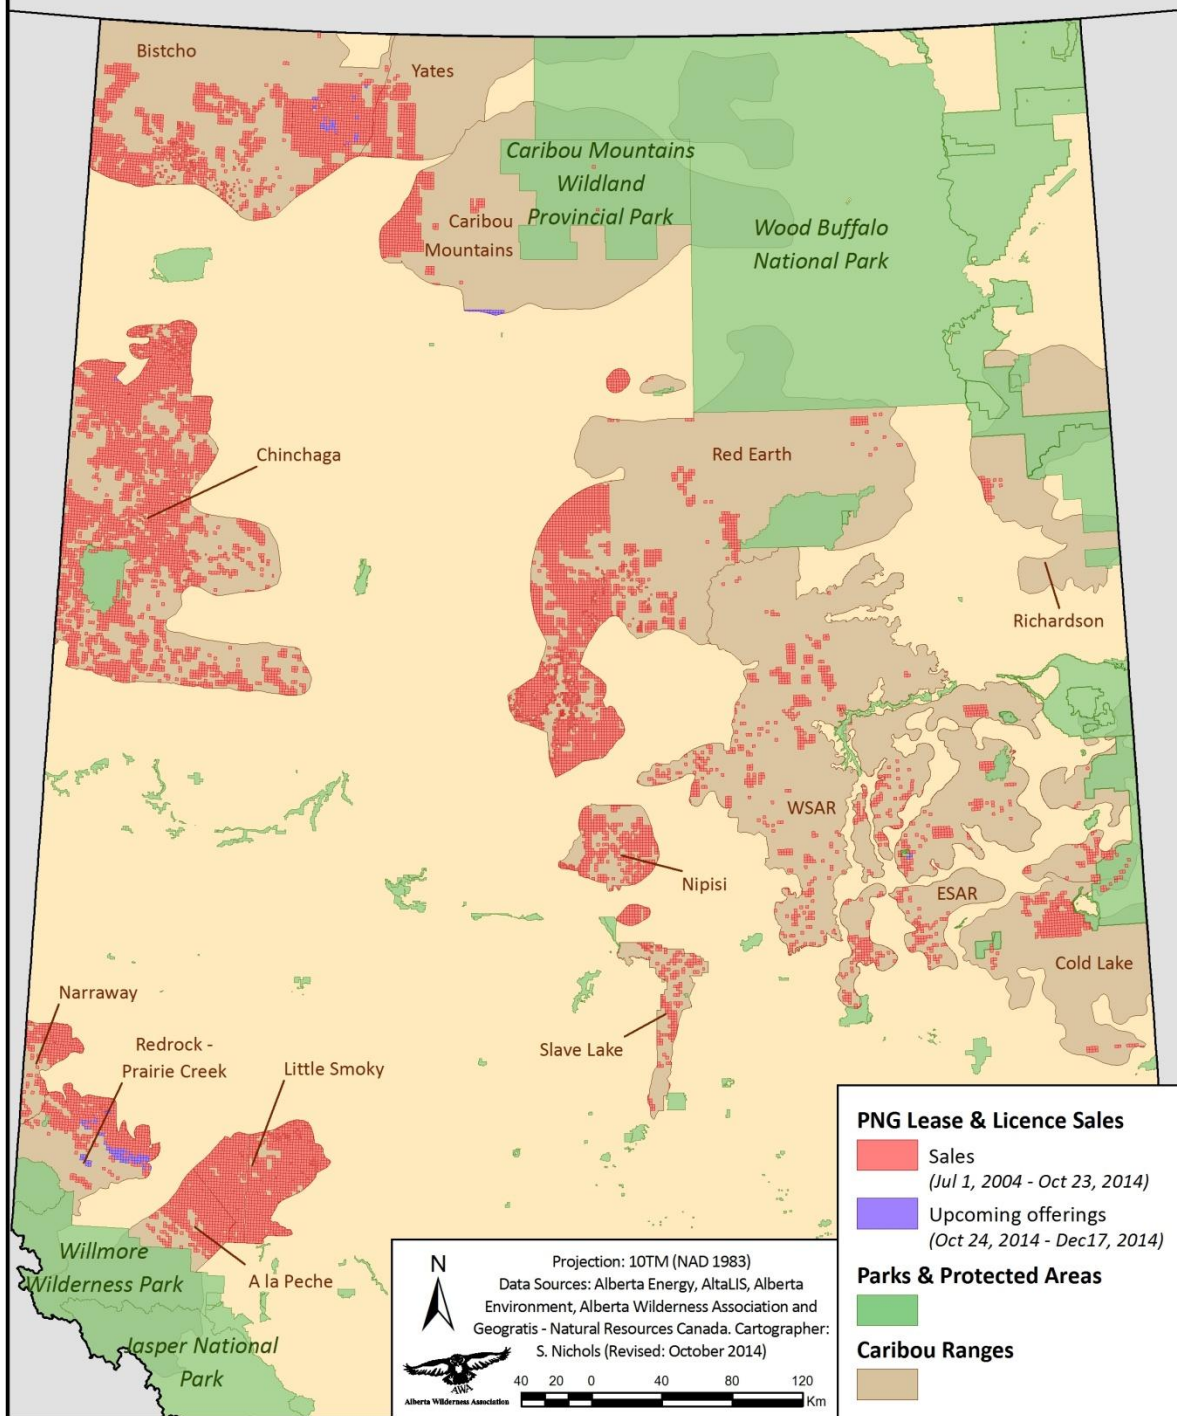 Bistcho
Yates
Caribou Mountains
Wildland
Provincial Park
Caribou
Mountains
Wood Buffalo
National Park
Chinchaga
Red Earth
Richardson
WSAR
Nipisi
ESAR
Cold Lake
Slave Lake
Narraway
Redrock -
Prairie Creek
Little Smoky
A la Peche
Willmore
Wilderness Park
Jasper National
Park
N
Alberta Wilderness Association
AWA
Projection: 10TM (NAD 1983)
Data Sources: Alberta Energy, AltaLIS, Alberta
Environment, Alberta Wilderness Association and
Geogratis - Natural Resources Canada. Cartographer:
S. Nichols (Revised: October 2014)
40 20 0 40 80 120
Km
PNG Lease & Licence Sales
Sales
(Jul 1, 2004 - Oct 23, 2014)
Upcoming offerings
(Oct 24, 2014 - Dec17, 2014)
Parks & Protected Areas
Caribou Ranges